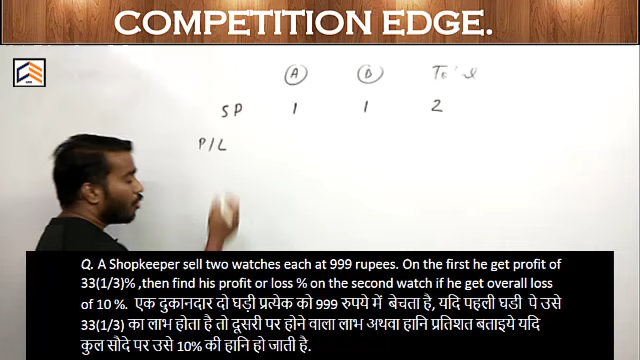 COMPETITION EDGE.
A B Total
SP 1 1 2
P/L
Q. A Shopkeeper sell two watches each at 999 rupees. On the first he get profit of
33(1/3)% ,then find his profit or loss % on the second watch if he get overall loss
of 10 %. एक दुकानदार दो घड़ी प्रत्येक को 999 रुपये में बेचता है, यदि पहली घडी पे उसे
33(1/3) का लाभ होता है तो दूसरी पर होने वाला लाभ अथवा हानि प्रतिशत बताइये यदि
कुल सौदे पर उसे 10% की हानि हो जाती है.